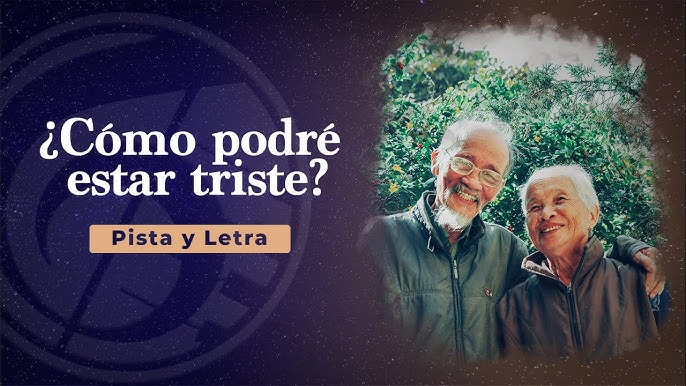 ¿Cómo podré
estar triste?
Pista y Letra